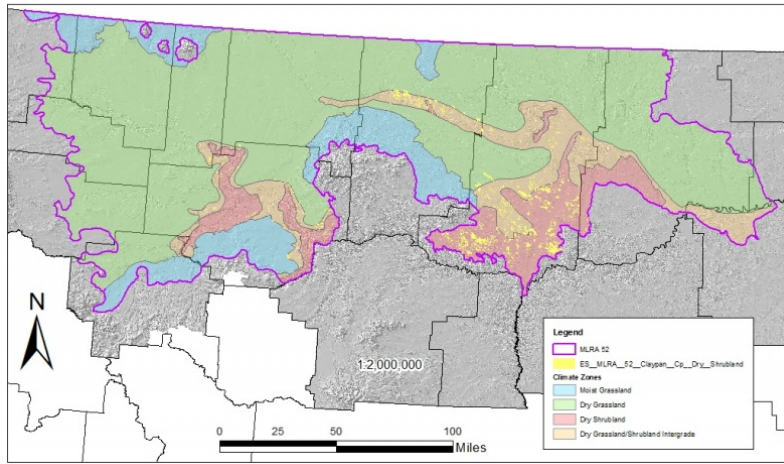 N
1:2,000,000
0 25 50 100
Miles
Legend
MLRA 52
ES__MLRA__52__Claypan__Cp__Dry__Shrubland
Climate Zones
Moist Grassland
Dry Grassland
Dry Shrubland
Dry Grassland/Shrubland Intergrade